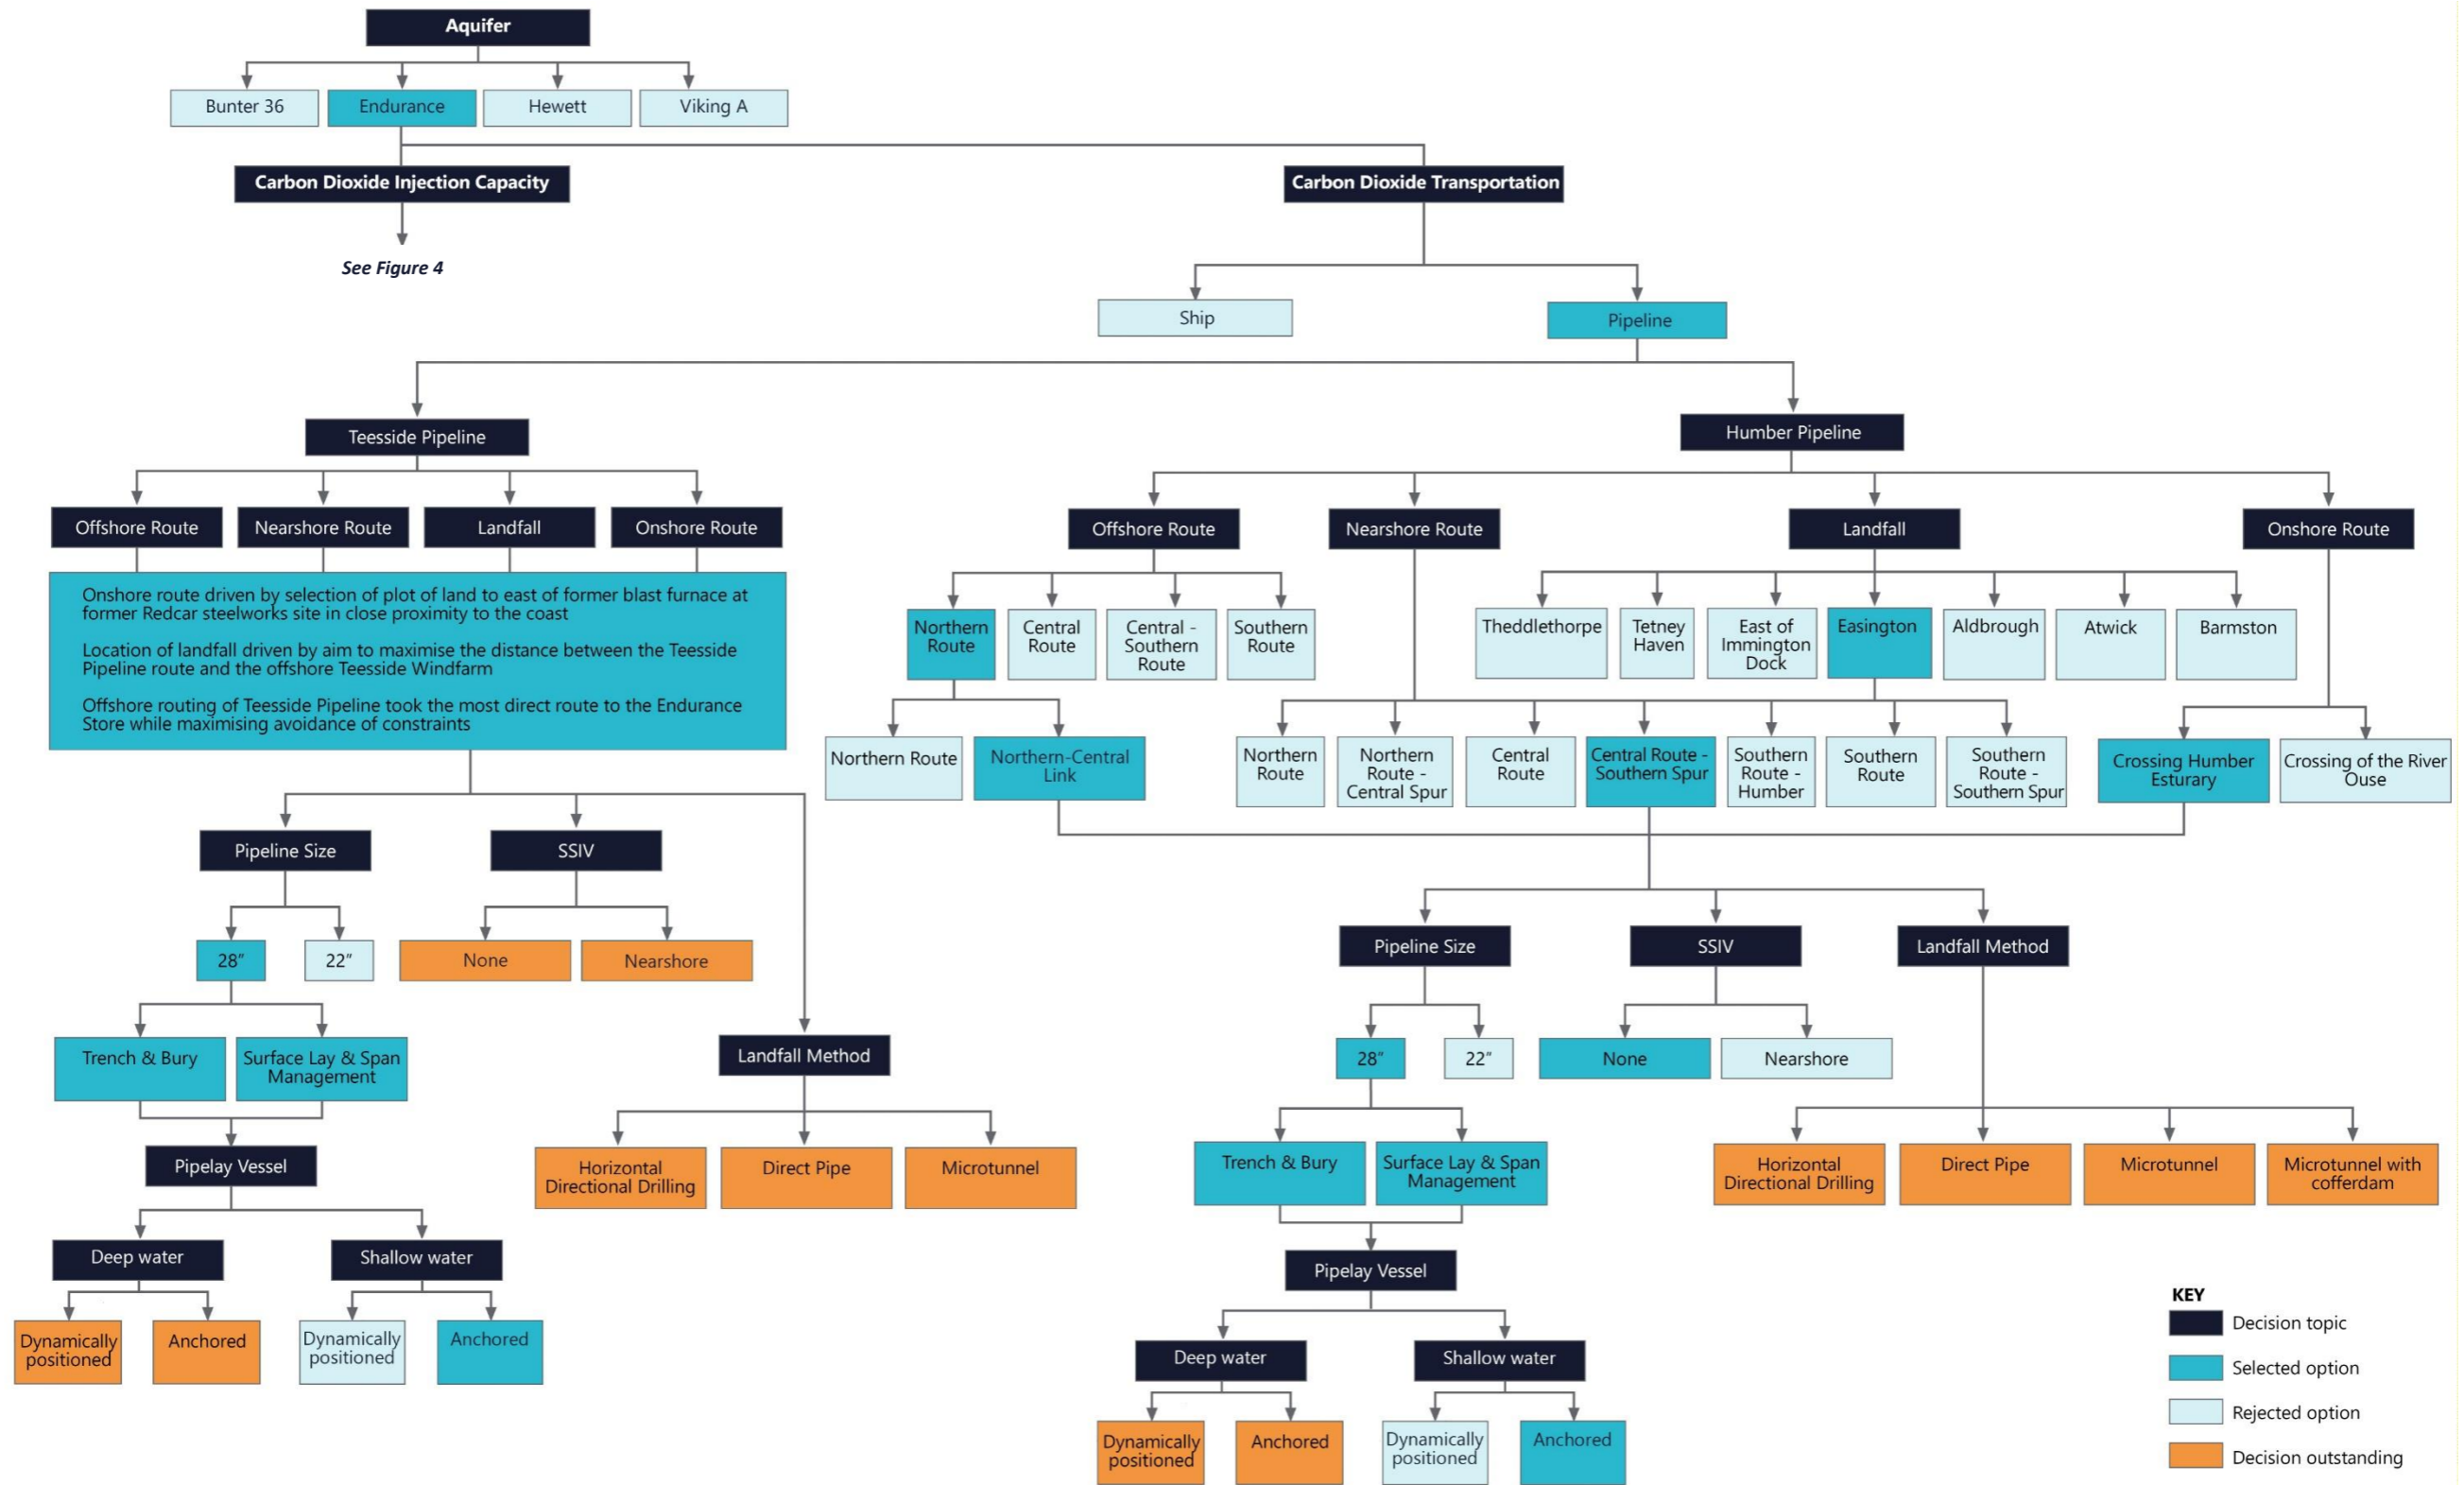 Aquifer
Bunter 36
Endurance
Hewett
Viking A
Carbon Dioxide Injection Capacity
Carbon Dioxide Transportation
See Figure 4
Ship
Pipeline
Teesside Pipeline
Humber Pipeline
Offshore Route
Nearshore Route
Landfall
Onshore Route
Offshore Route
Nearshore Route
Landfall
Onshore Route
Onshore route driven by selection of plot of land to east of former blast furnace at
former Redcar steelworks site in close proximity to the coast
Location of landfall driven by aim to maximise the distance between the Teesside
Pipeline route and the offshore Teesside Windfarm
Offshore routing of Teesside Pipeline took the most direct route to the Endurance
Store while maximising avoidance of constraints
Northern
Route
Central
Route
Central -
Southern
Route
Southern
Route
Theddlethorpe
Tetney
Haven
East of
Immington
Dock
Easington
Aldbrough
Atwick
Barmston
Northern Route
Northern-Central
Link
Northern
Route
Northern
Route -
Central Spur
Central
Route
Central Route -
Southern Spur
Southern
Route -
Humber
Southern
Route
Southern
Route -
Southern Spur
Crossing Humber
Esturary
Crossing of the River
Ouse
Pipeline Size
SSIV
28″
22″
None
Nearshore
Trench & Bury
Surface Lay & Span
Management
Landfall Method
Pipelay Vessel
Horizontal
Directional Drilling
Direct Pipe
Microtunnel
Deep water
Shallow water
Dynamically
positioned
Anchored
Dynamically
positioned
Anchored
Pipeline Size
SSIV
Landfall Method
28″
22″
None
Nearshore
Trench & Bury
Surface Lay & Span
Management
Horizontal
Directional Drilling
Direct Pipe
Microtunnel
Microtunnel with
cofferdam
Pipelay Vessel
Deep water
Shallow water
Dynamically
positioned
Anchored
Dynamically
positioned
Anchored
KEY
Decision topic
Selected option
Rejected option
Decision outstanding